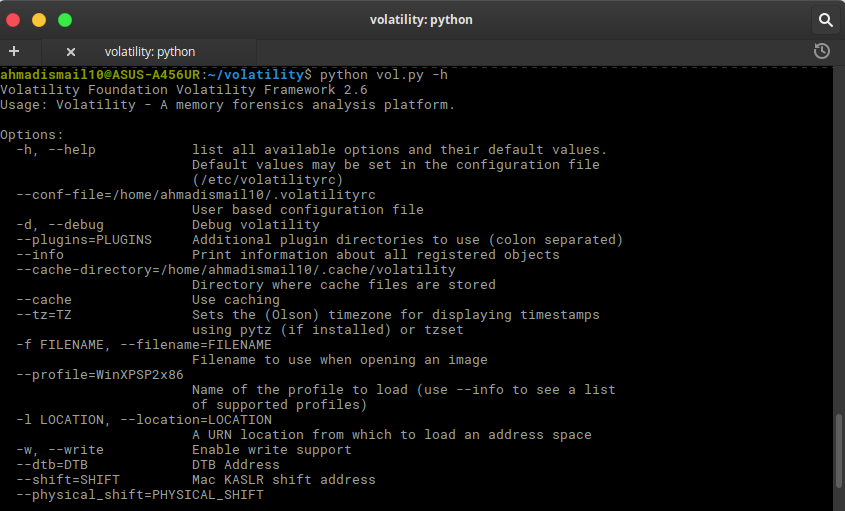 volatility: python
volatility: python
ahmadismail10@ASUS-A456UR:~/volatility$ python vol.py -h
Volatility Foundation Volatility Framework 2.6
Usage: Volatility - A memory forensics analysis platform.

Options:
  -h, --help            list all available options and their default values.
                        Default values may be set in the configuration file
                        (/etc/volatilityrc)
  --conf-file=/home/ahmadismail10/.volatilityrc
                        User based configuration file
  -d, --debug           Debug volatility
  --plugins=PLUGINS     Additional plugin directories to use (colon separated)
  --info                Print information about all registered objects
  --cache-directory=/home/ahmadismail10/.cache/volatility
                        Directory where cache files are stored
  --cache               Use caching
  --tz=TZ               Sets the (Olson) timezone for displaying timestamps
                        using pytz (if installed) or tzset
  -f FILENAME, --filename=FILENAME
                        Filename to use when opening an image
  --profile=WinXPSP2x86
                        Name of the profile to load (use --info to see a list
                        of supported profiles)
  -l LOCATION, --location=LOCATION
                        A URN location from which to load an address space
  -w, --write           Enable write support
  --dtb=DTB             DTB Address
  --shift=SHIFT         Mac KASLR shift address
  --physical_shift=PHYSICAL_SHIFT